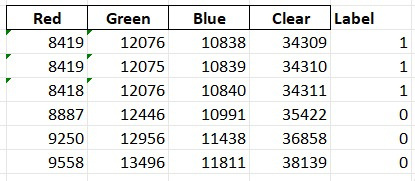 Red Green Blue Clear Label
8419 12076 10838 34309 1
8419 12075 10839 34310 1
8418 12076 10840 34311 1
8887 12446 10991 35422 0
9250 12956 11438 36858 0
9558 13496 11811 38139 0